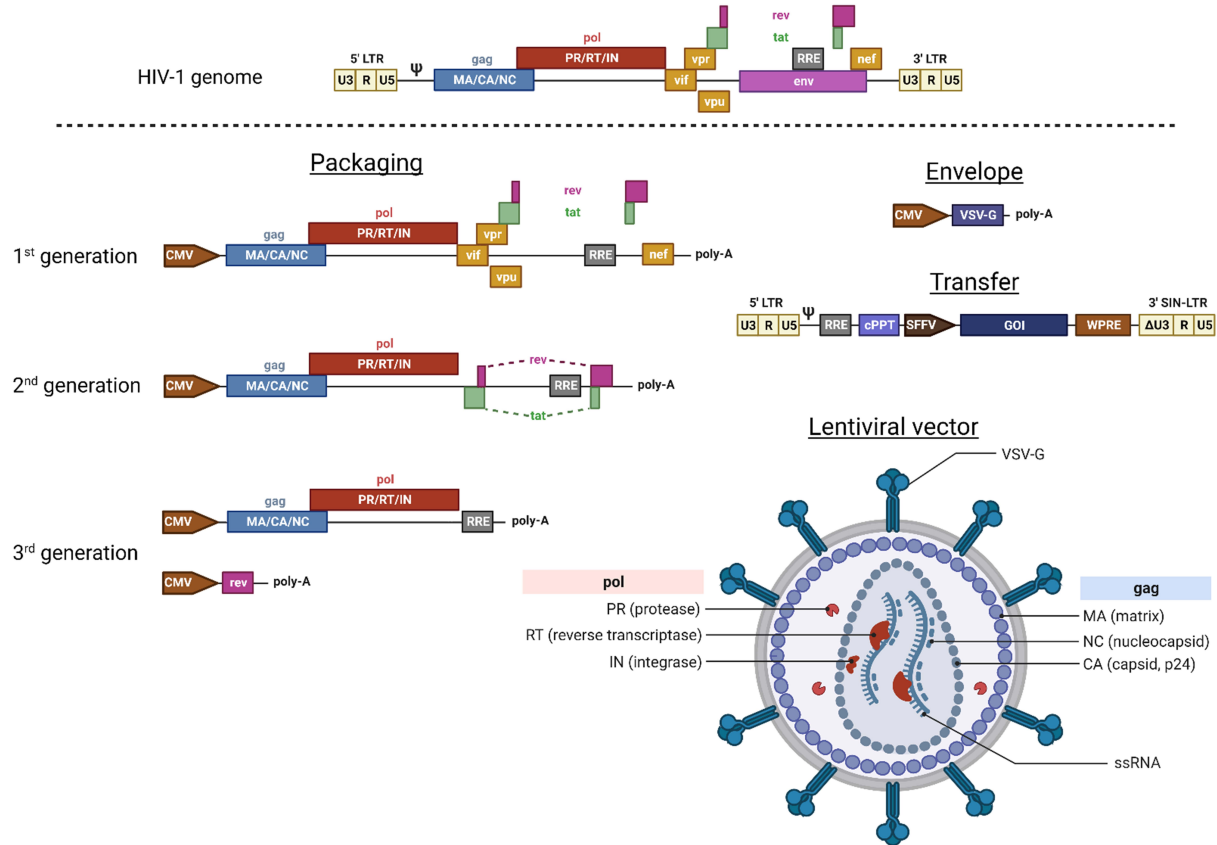 rev
pol
tat
5' LTR
Ψ
gag
PR/RT/IN
vpr
RRE
nef
3' LTR
HIV-1 genome
U3 R U5
MA/CA/NC
vif
env
U3 R U5
vpu
Packaging
Envelope
rev
pol
tat
CMV
VSV-G
poly-A
gag
PR/RT/IN
vpr
1st generation
CMV
MA/CA/NC
vif
RRE
nef
poly-A
vpu
Transfer
5' LTR
Ψ
3' SIN-LTR
U3 R U5
RRE
cPPT
SFFV
GOI
WPRE
ΔU3 R U5
pol
rev
gag
PR/RT/IN
2nd generation
CMV
MA/CA/NC
RRE
poly-A
tat
Lentiviral vector
VSV-G
pol
gag
PR/RT/IN
CMV
MA/CA/NC
RRE
poly-A
3rd generation
CMV
rev
poly-A
pol
PR (protease)
RT (reverse transcriptase)
IN (integrase)
gag
MA (matrix)
NC (nucleocapsid)
CA (capsid, p24)
ssRNA